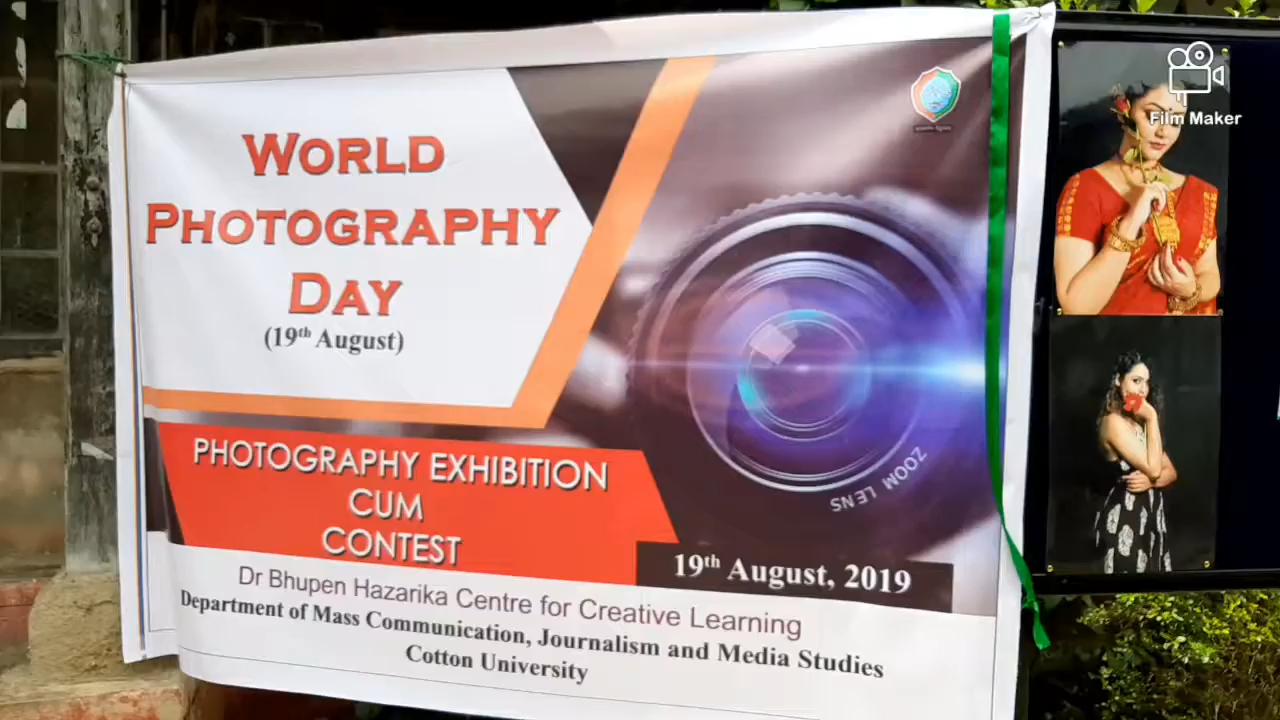 WORLD
PHOTOGRAPHY
DAY
(19th August)
PHOTOGRAPHY EXHIBITION
CUM
CONTEST
ZOOM LENS
19th August, 2019
Dr Bhupen Hazarika Centre for Creative Learning
Department of Mass Communication, Journalism and Media Studies
Cotton University
Film Maker